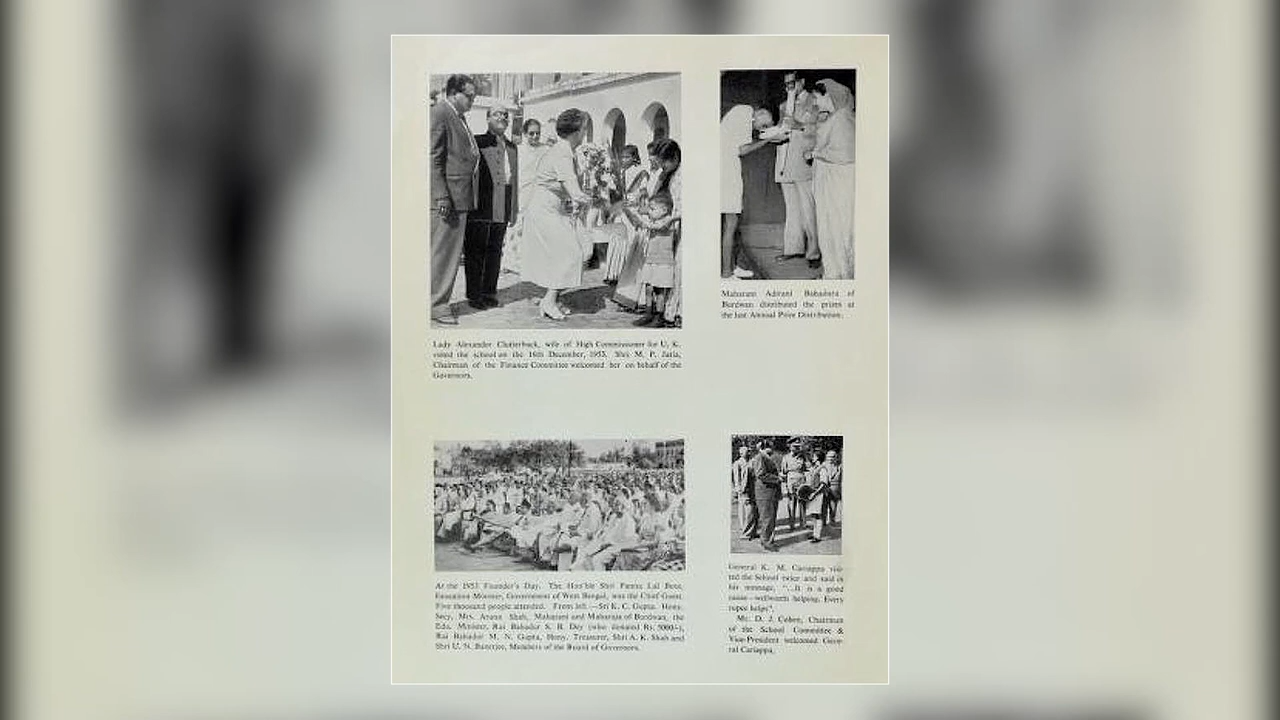 Lady Alexander Clutterbuck, wife of High Commissioner for U. K.
visited the school on the 16th December, 1953. Shri M. P. Jaria,
Chairman of the Finance Committee welcomed her on behalf of the
Governors.
Maharani Adirani Bahadura of
Burdwan distributed the prizes at
the last Annual Prize Distribution.
At the 1953 Founder's Day. The Hon'ble Shri Panna Lal Bose,
Education Minister, Government of West Bengal, was the Chief Guest.
Five thousand people attended. From left :—Sri K. C. Gupta, Hony.
Secy, Mrs. Shah, Maharani and Maharaja of Burdwan, the
Edn. Minister, Rai Bahadur S. B. Dey (who donated Rs. 5000/-),
Rai Bahadur M. N. Gupta, Hony. Treasurer, Shri A. K. Shah and
Shri U. N. Banerjee, Members of the Board of Governors.
General K. M. Cariappa visi-
ted the School twice and said in
his message, "...It is a good
cause—wellworth helping. Every
rupee helps".
Mr. D. J. Cohen, Chairman
of the School Committee &
Vice-President welcomed Gene-
ral Cariappa.